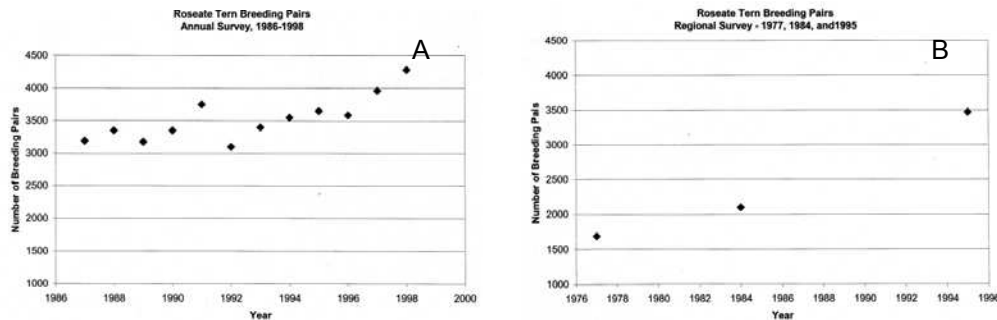 Roseate Tern Breeding Pairs
Annual Survey, 1986-1998
A
4500
4000
3500
3000
2500
2000
1500
1000
Number of Breeding Pairs
1986 1988 1990 1992 1994 1996 1998 2000
Year
Roseate Tern Breeding Pairs
Regional Survey - 1977, 1984, and1995
B
4500
4000
3500
3000
2500
2000
1500
1000
Number of Breeding Pais
1976 1978 1980 1982 1984 1986 1988 1990 1992 1994 1996
Year